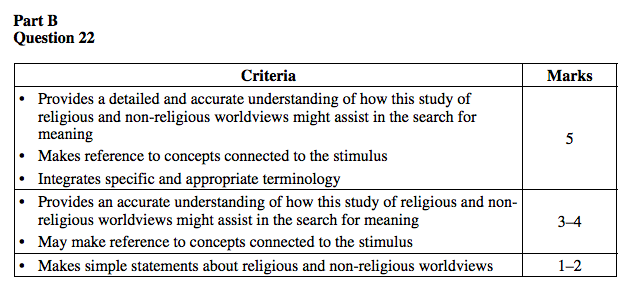 Part B
Question 22
Criteria
Marks
• Provides a detailed and accurate understanding of how this study of
religious and non-religious worldviews might assist in the search for
meaning
• Makes reference to concepts connected to the stimulus
• Integrates specific and appropriate terminology
5
• Provides an accurate understanding of how this study of religious and non-
religious worldviews might assist in the search for meaning
• May make reference to concepts connected to the stimulus
3–4
• Makes simple statements about religious and non-religious worldviews
1–2